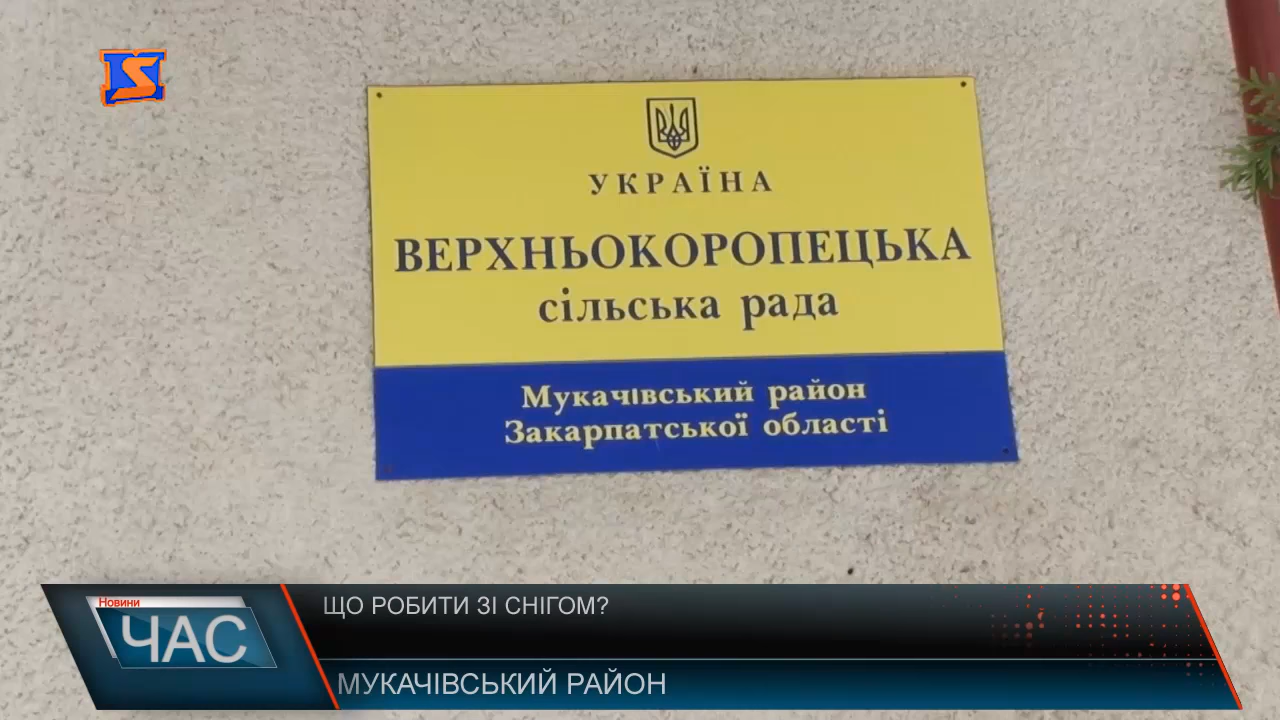 УКРАЇНА
ВЕРХНЬОКОРОПЕЦЬКА
сільська рада
Мукачівський район
Закарпатської області
Новини
ЧАС
ЩО РОБИТИ ЗІ СНІГОМ?
МУКАЧІВСЬКИЙ РАЙОН